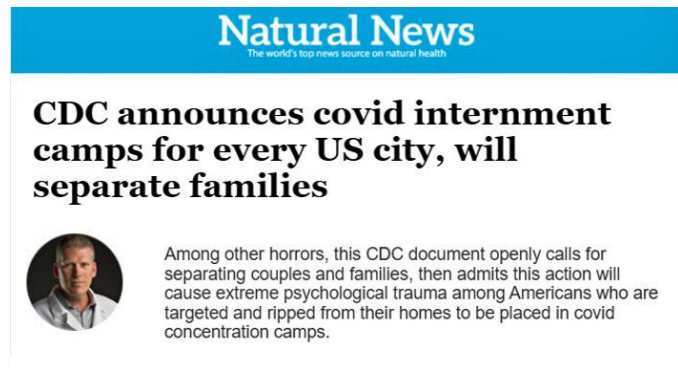 Natural News
The world's top news source on natural health
CDC announces covid internment
camps for every US city, will
separate families
Among other horrors, this CDC document openly calls for
separating couples and families, then admits this action will
cause extreme psychological trauma among Americans who are
targeted and ripped from their homes to be placed in covid
concentration camps.